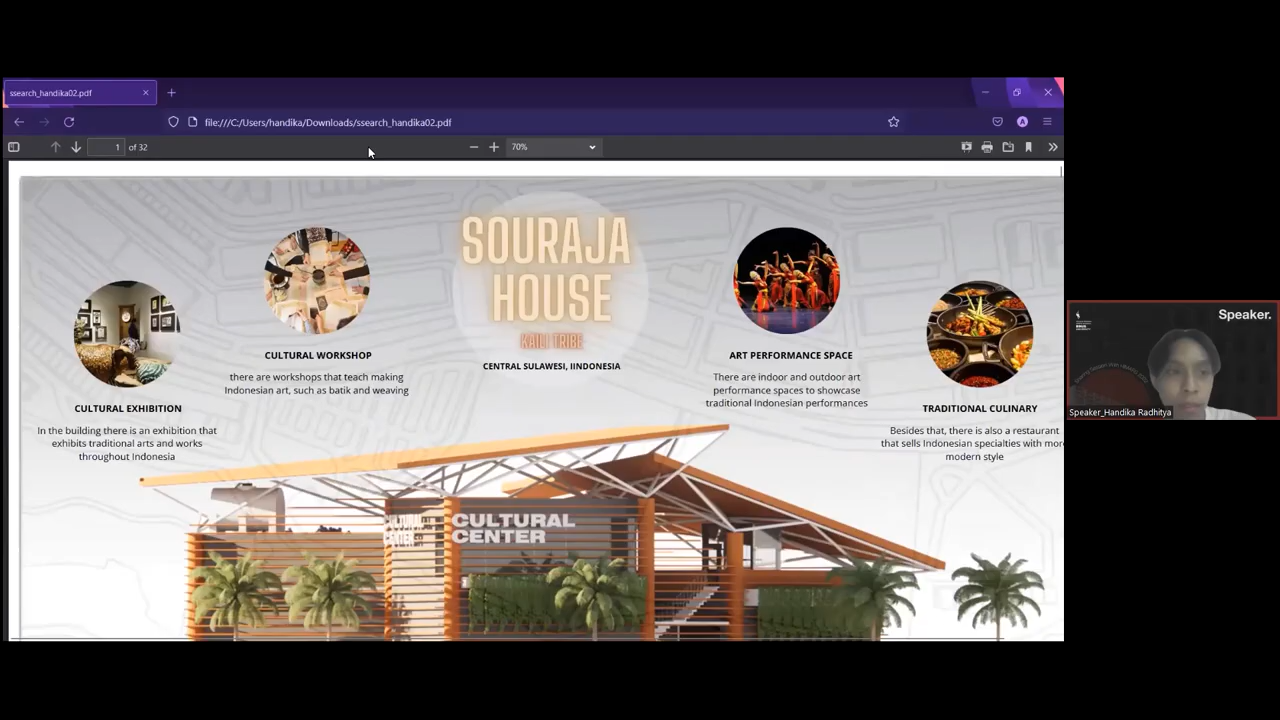 ssearch_handika02.pdf
file:///C:/Users/handika/Downloads/ssearch_handika02.pdf
A
1 of 32
70%
SOURAJA
HOUSE
KAILI TRIBE
CENTRAL SULAWESI, IINDONESIA
CULTURAL WORKSHOP
there are workshops that teach making
Indonesian art, such as batik and weaving
ART PERFORMANCE SPACE
There are indoor and outdoor art
performance spaces to showcase
traditional Indonesian performances
CULTURAL EXHIBITION
In the building there is an exhibition that
exhibits traditional arts and works
throughout Indonesia
TRADITIONAL CULINARY
Besides that, there is also a restaurant
that sells Indonesian specialties with more
modern style
CULTURAL
CENTER
CULTURAL
CENTER
Speaker.
Speaker_Handika Radhitya